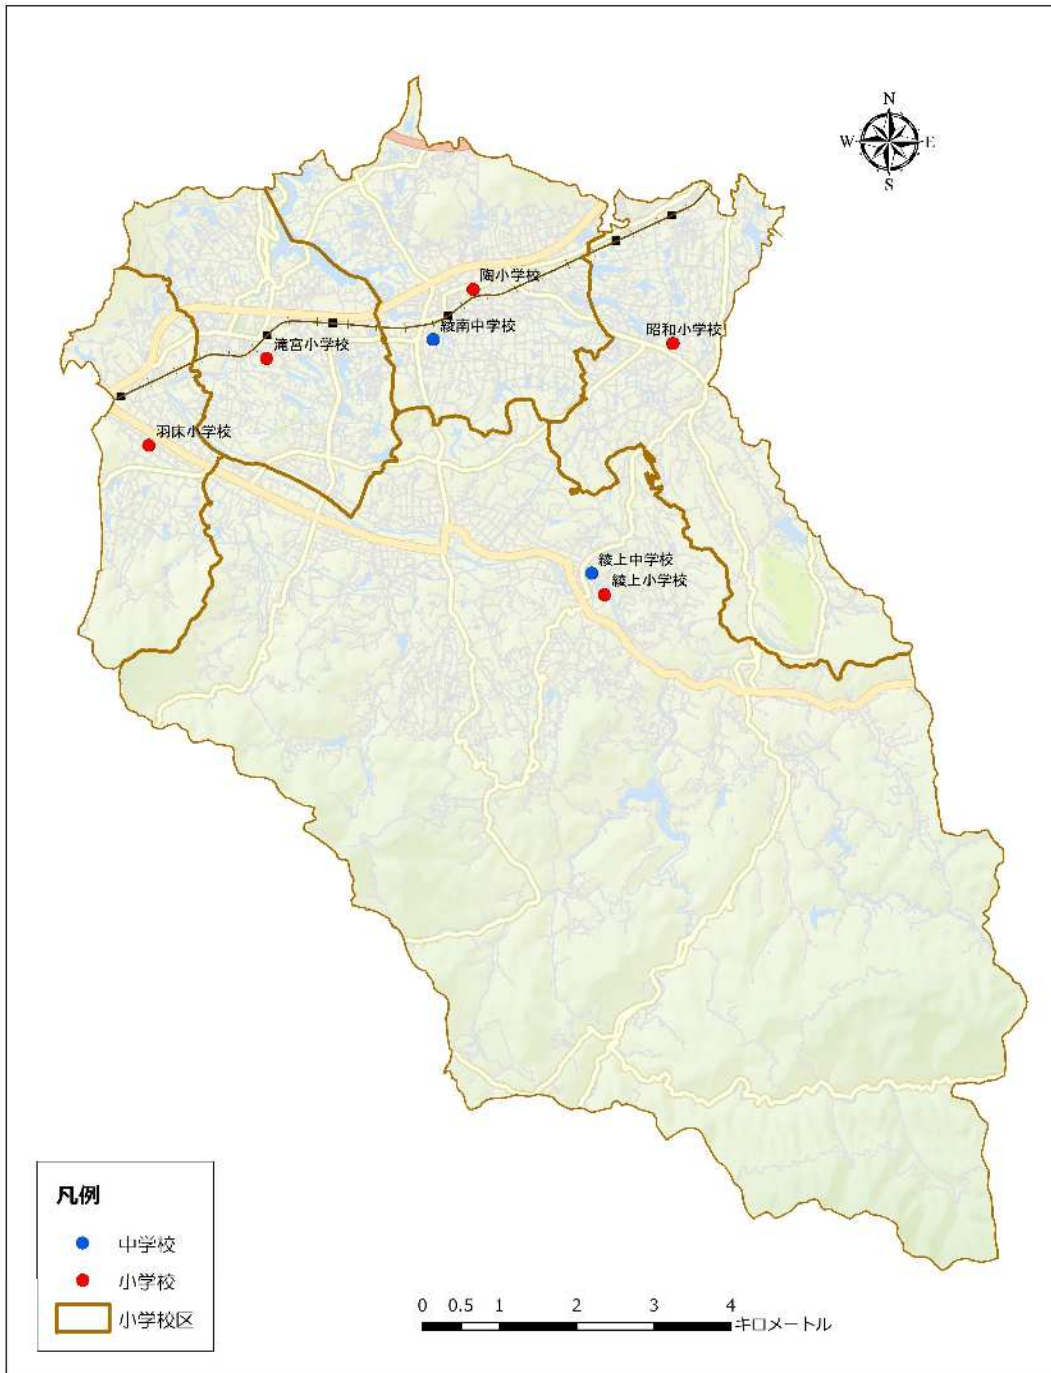 N
W E
S
陶小学校
綾南中学校
昭和小学校
滝宮小学校
羽床小学校
綾上中学校
綾上小学校
凡例
中学校
小学校
小学校区
0 0.5 1 2 3 4
キロメートル